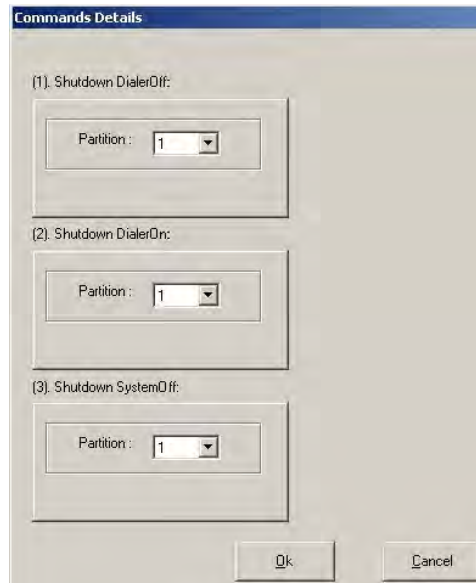 Commands Details
(1). Shutdown DialerOff:
Partition : 1
(2). Shutdown DialerOn:
Partition : 1
(3). Shutdown SystemOff:
Partition : 1
Ok Cancel